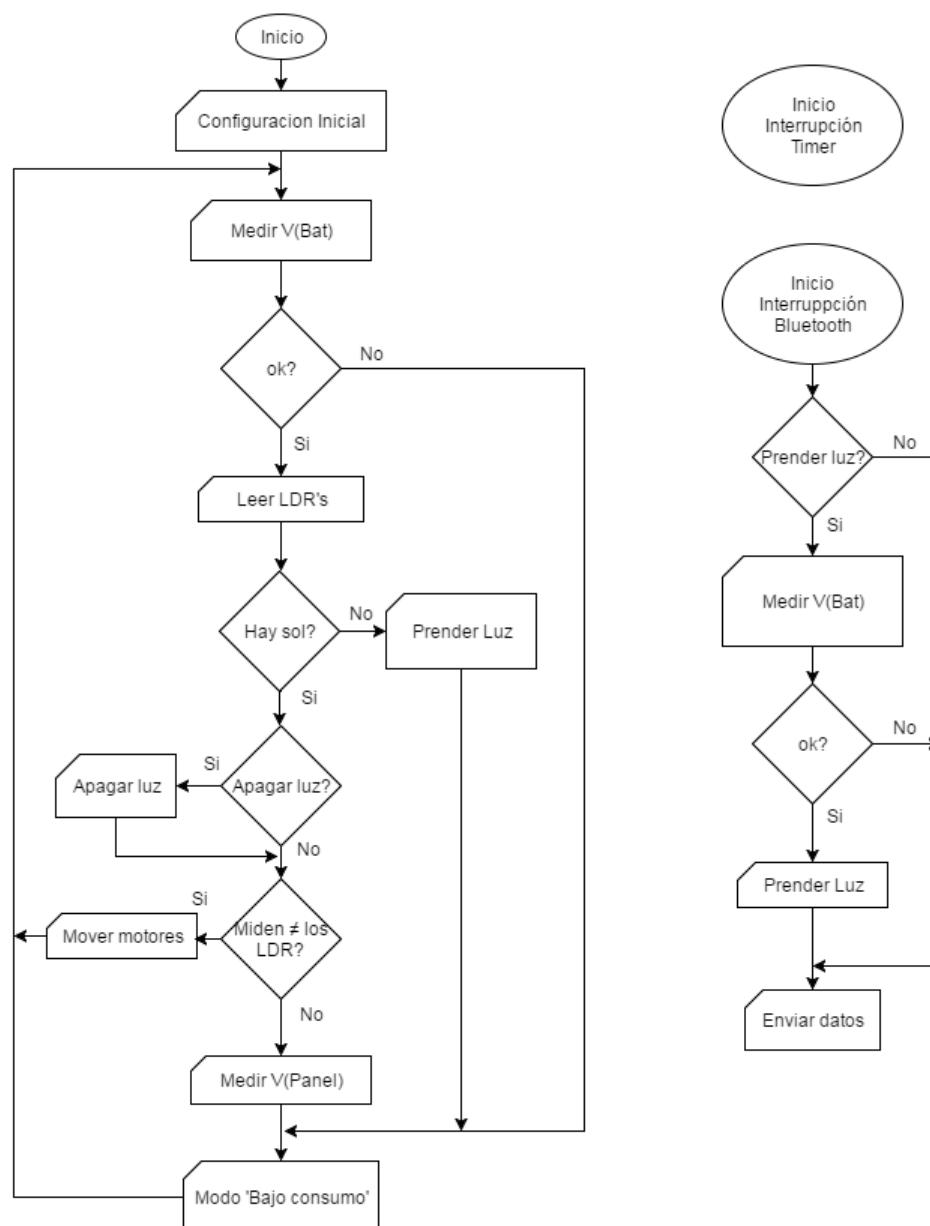 Inicio
Configuracion Inicial
Medir V(Bat)
ok?
No
Si
Leer LDR's
Hay sol?
No
Prender Luz
Si
Apagar luz?
Si
Apagar luz
No
Miden ≠ los
LDR?
Si
Mover motores
No
Medir V(Panel)
Modo 'Bajo consumo'
Inicio
Interrupción
Timer
Inicio
Interruppción
Bluetooth
Prender luz?
No
Si
Medir V(Bat)
ok?
No
Si
Prender Luz
Enviar datos